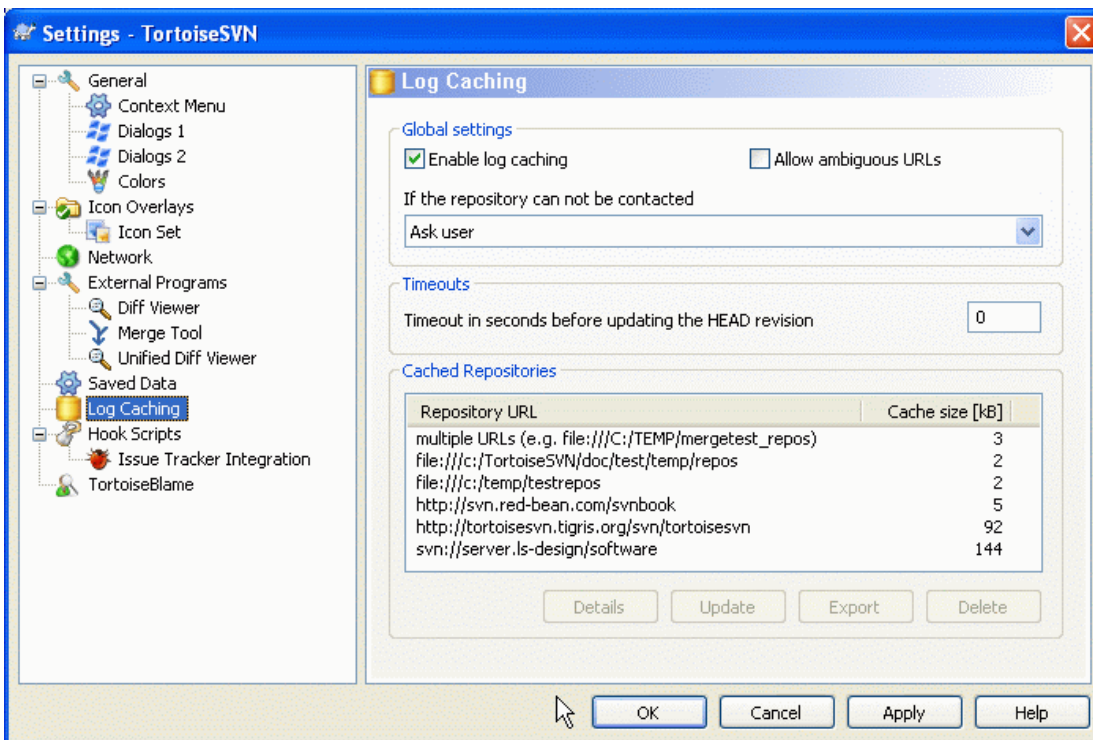 Settings - TortoiseSVN
General
Context Menu
Dialogs 1
Dialogs 2
Colors
Icon Overlays
Icon Set
Network
External Programs
Diff Viewer
Merge Tool
Unified Diff Viewer
Saved Data
Log Caching
Hook Scripts
Issue Tracker Integration
TortoiseBlame
Log Caching
Global settings
Enable log caching Allow ambiguous URLs
If the repository can not be contacted
Ask user
Timeouts
Timeout in seconds before updating the HEAD revision 0
Cached Repositories
Repository URL Cache size [kB]
multiple URLs (e.g. file:///C:/TEMP/mergetest_repos) 3
file:///c:/TortoiseSVN/doc/test/temp/repos 2
file:///c:/temp/testrepos 2
http://svn.red-bean.com/svnbook 5
http://tortoisesvn.tigris.org/svn/tortoisesvn 92
svn://server.ls-design/software 144
Details Update Export Delete
OK Cancel Apply Help